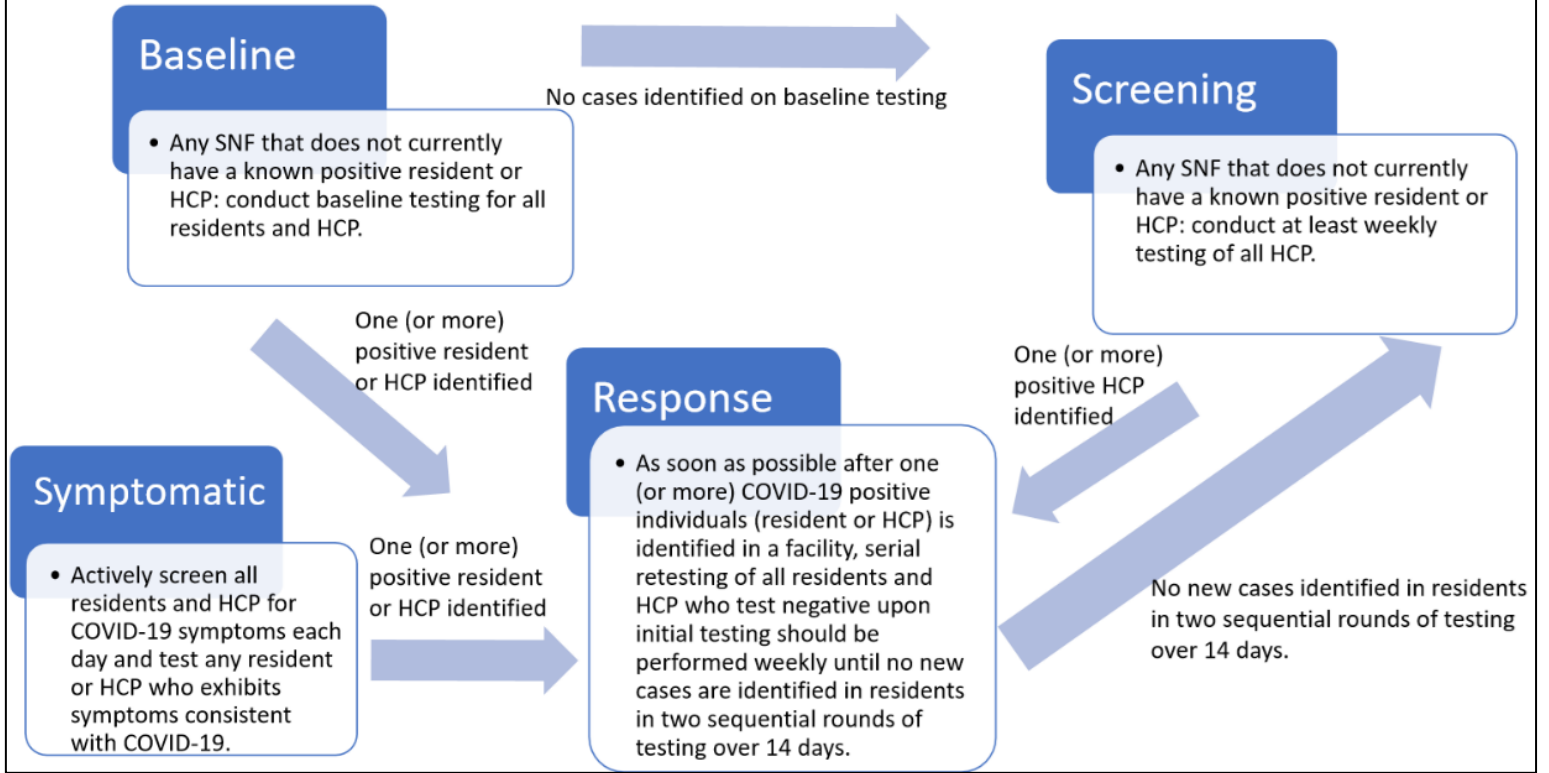 Baseline
• Any SNF that does not currently
have a known positive resident or
HCP: conduct baseline testing for all
residents and HCP.
No cases identified on baseline testing
Screening
• Any SNF that does not currently
have a known positive resident or
HCP: conduct at least weekly
testing of all HCP.
One (or more)
positive resident
or HCP identified
One (or more)
positive HCP
identified
Response
• As soon as possible after one
(or more) COVID-19 positive
individuals (resident or HCP) is
identified in a facility, serial
retesting of all residents and
HCP who test negative upon
initial testing should be
performed weekly until no new
cases are identified in residents
in two sequential rounds of
testing over 14 days.
Symptomatic
• Actively screen all
residents and HCP for
COVID-19 symptoms each
day and test any resident
or HCP who exhibits
symptoms consistent
with COVID-19.
One (or more)
positive resident
or HCP identified
No new cases identified in residents
in two sequential rounds of testing
over 14 days.